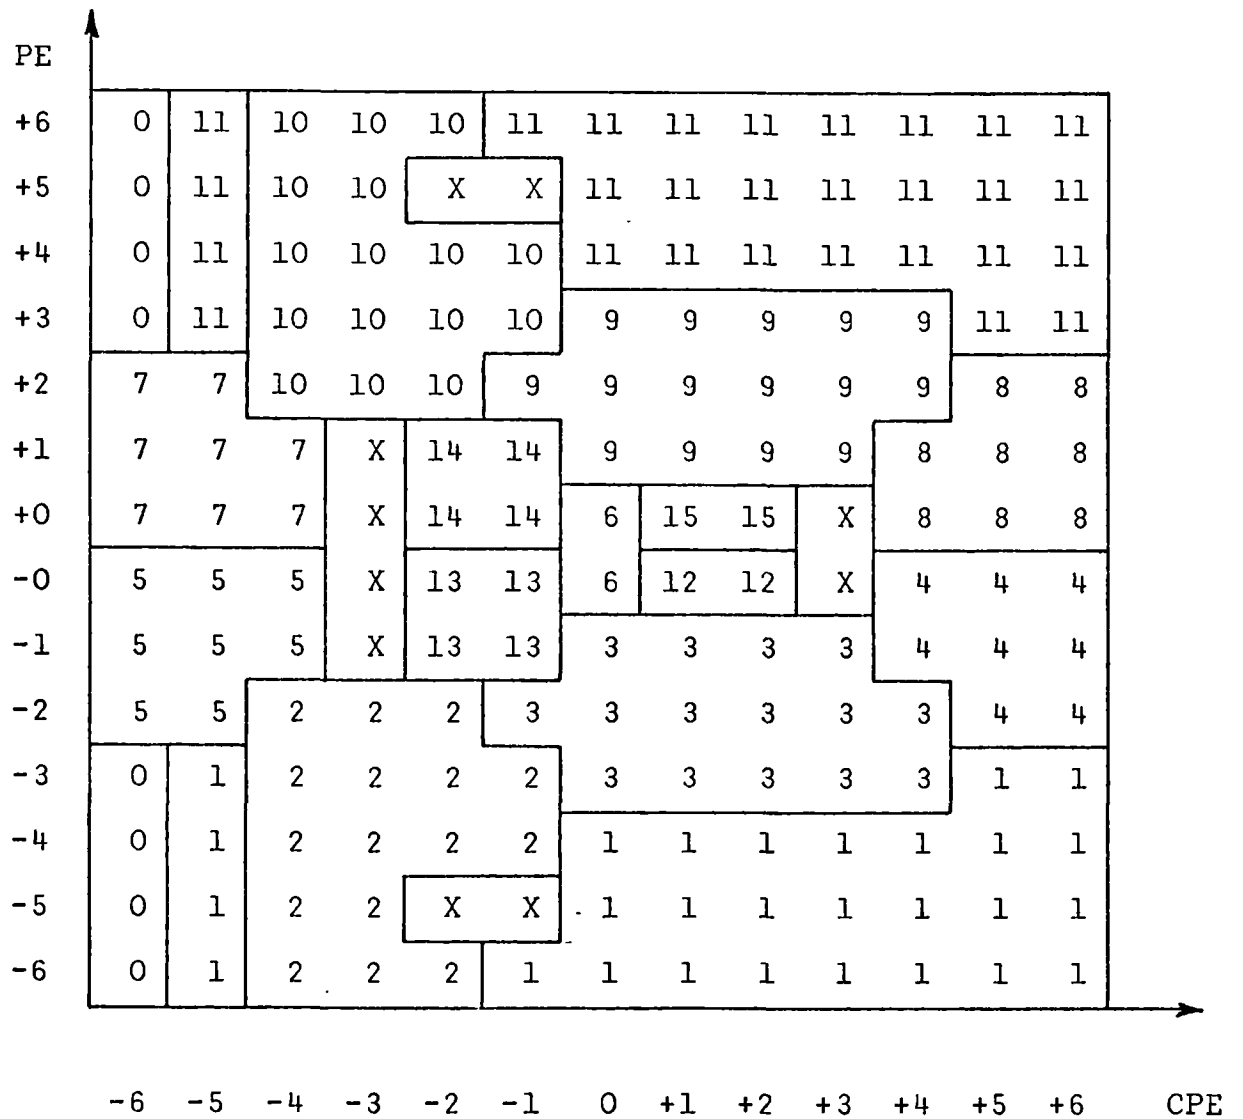 PE
+6 0 11 10 10 10 11 11 11 11 11 11 11 11
+5 0 11 10 10 X X 11 11 11 11 11 11 11
+4 0 11 10 10 10 10 11 11 11 11 11 11 11
+3 0 11 10 10 10 10 9 9 9 9 9 11 11
+2 7 7 10 10 10 9 9 9 9 9 9 8 8
+1 7 7 7 X 14 14 9 9 9 9 8 8 8
+0 7 7 7 X 14 14 6 15 15 X 8 8 8
-0 5 5 5 X 13 13 6 12 12 X 4 4 4
-1 5 5 5 X 13 13 3 3 3 3 4 4 4
-2 5 5 2 2 2 3 3 3 3 3 3 4 4
-3 0 1 2 2 2 2 3 3 3 3 3 1 1
-4 0 1 2 2 2 2 1 1 1 1 1 1 1
-5 0 1 2 2 X X 1 1 1 1 1 1 1
-6 0 1 2 2 2 1 1 1 1 1 1 1 1
-6 -5 -4 -3 -2 -1 0 +1 +2 +3 +4 +5 +6 CPE